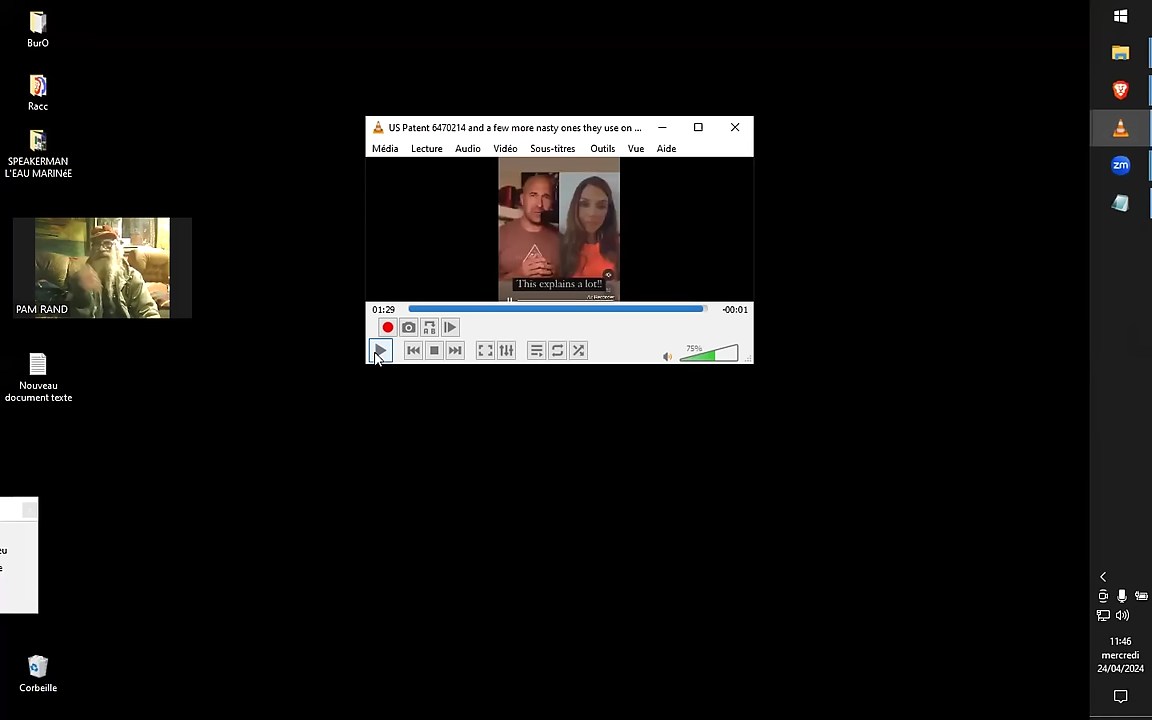 BurO
Racc
SPEAKERMAN
L'EAU MARINéE
PAM RAND
Nouveau
document texte
Corbeille
US Patent 6470214 and a few more nasty ones they use on ...
Média Lecture Audio Vidéo Sous-titres Outils Vue Aide
This explains a lot!!
01:29
-00:01
75%
zm
11:46
mercredi
24/04/2024